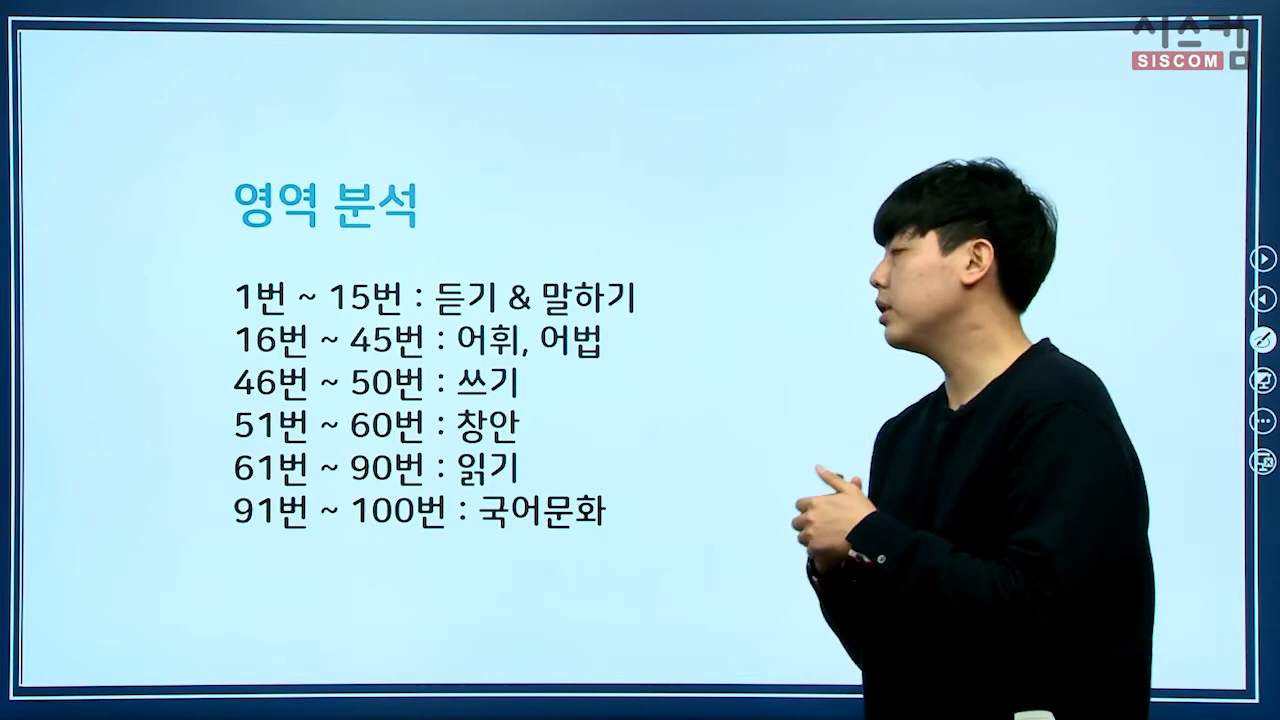 시스컴
SISCOM
영역 분석
1번 ~ 15번 : 듣기 & 말하기
16번 ~ 45번 : 어휘, 어법
46번 ~ 50번 : 쓰기
51번 ~ 60번 : 창안
61번 ~ 90번 : 읽기
91번 ~ 100번 : 국어문화